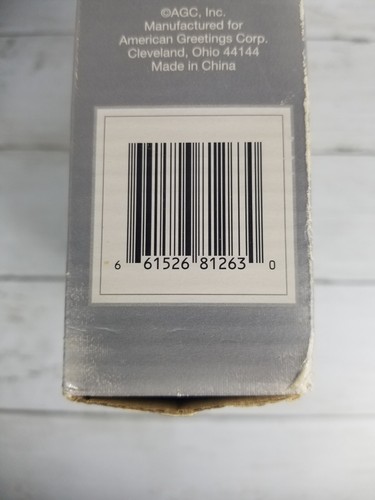 ©AGC, Inc.
Manufactured for
American Greetings Corp.
Cleveland, Ohio 44144
Made in China
6 61526 81263 0